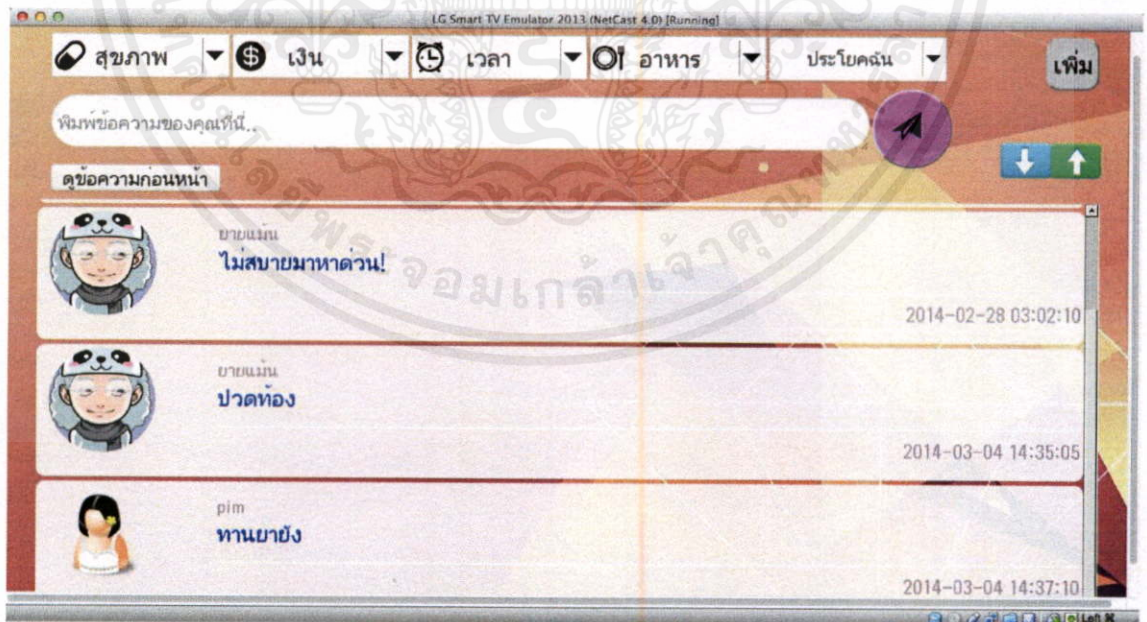 LG Smart TV Emulator 2013 (NetCast 4.0) [Running]
สุขภาพ เงิน เวลา อาหาร ประโยคฉัน เพิ่ม
พิมพ์ข้อความของคุณที่นี่..
ดูข้อความก่อนหน้า
ยายแม้น
ไม่สบายมาหาด่วน!
2014-02-28 03:02:10
ยายแม้น
ปวดท้อง
2014-03-04 14:35:05
pim
ทานยายัง
2014-03-04 14:37:10
Left ⌘